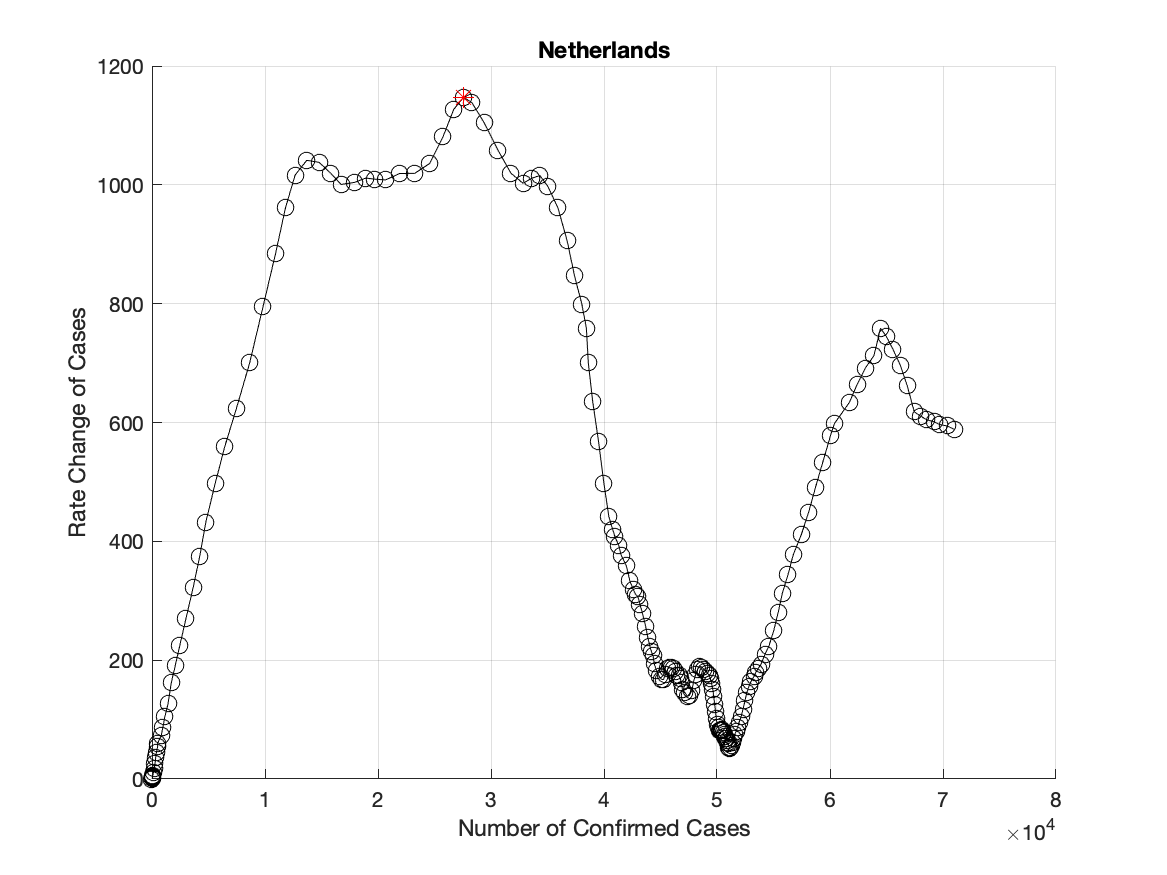 Netherlands
1200
1000
800
600
400
200
0
Rate Change of Cases
0 1 2 3 4 5 6 7 8
Number of Confirmed Cases
×10⁴